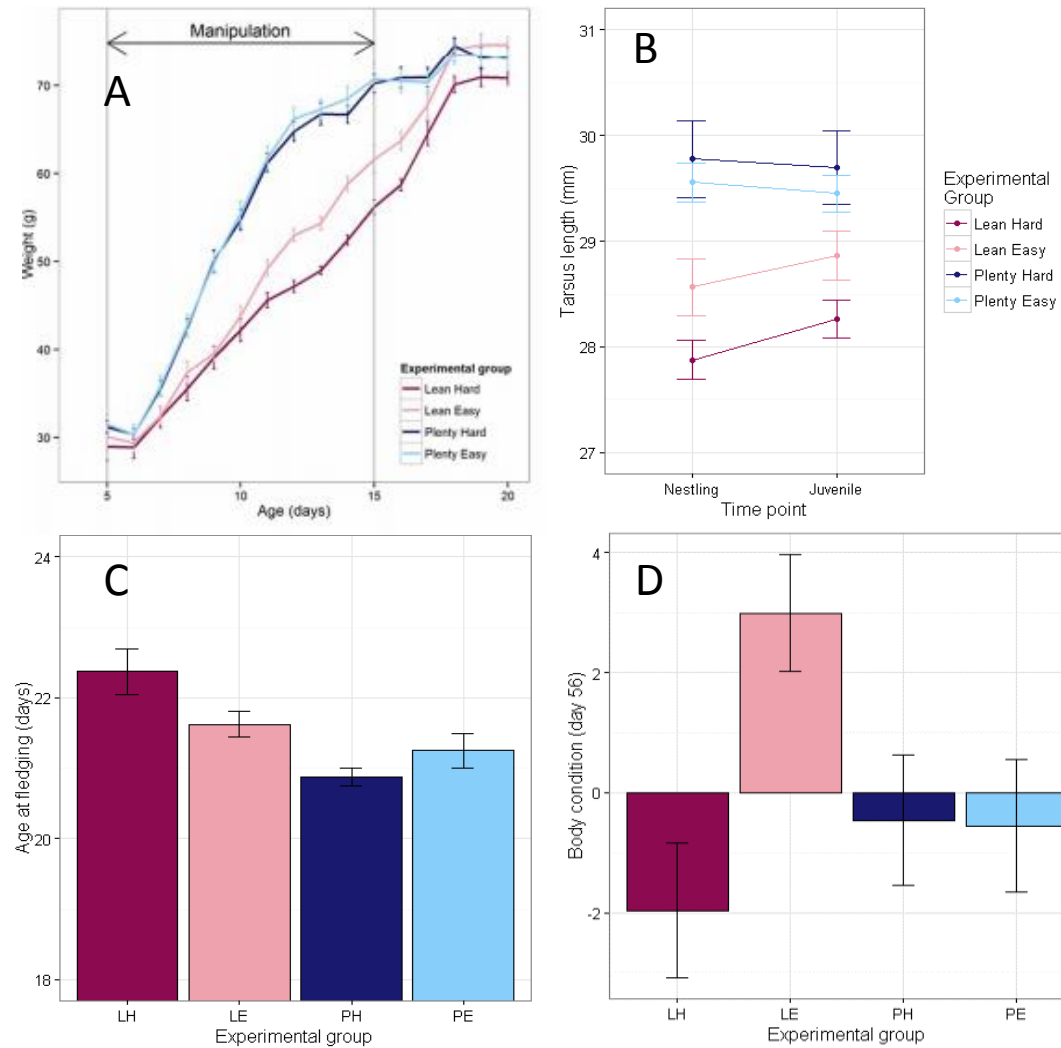 A
Manipulation
Weight (g)
70
60
50
40
30
5
10
15
20
Age (days)
Experimental group
Lean Hard
Lean Easy
Plenty Hard
Plenty Easy
B
Tarsus length (mm)
31
30
29
28
27
Nestling
Juvenile
Time point
Experimental
Group
Lean Hard
Lean Easy
Plenty Hard
Plenty Easy
C
Age at fledging (days)
24
22
20
18
LH
LE
PH
PE
Experimental group
D
Body condition (day 56)
4
2
0
-2
LH
LE
PH
PE
Experimental group